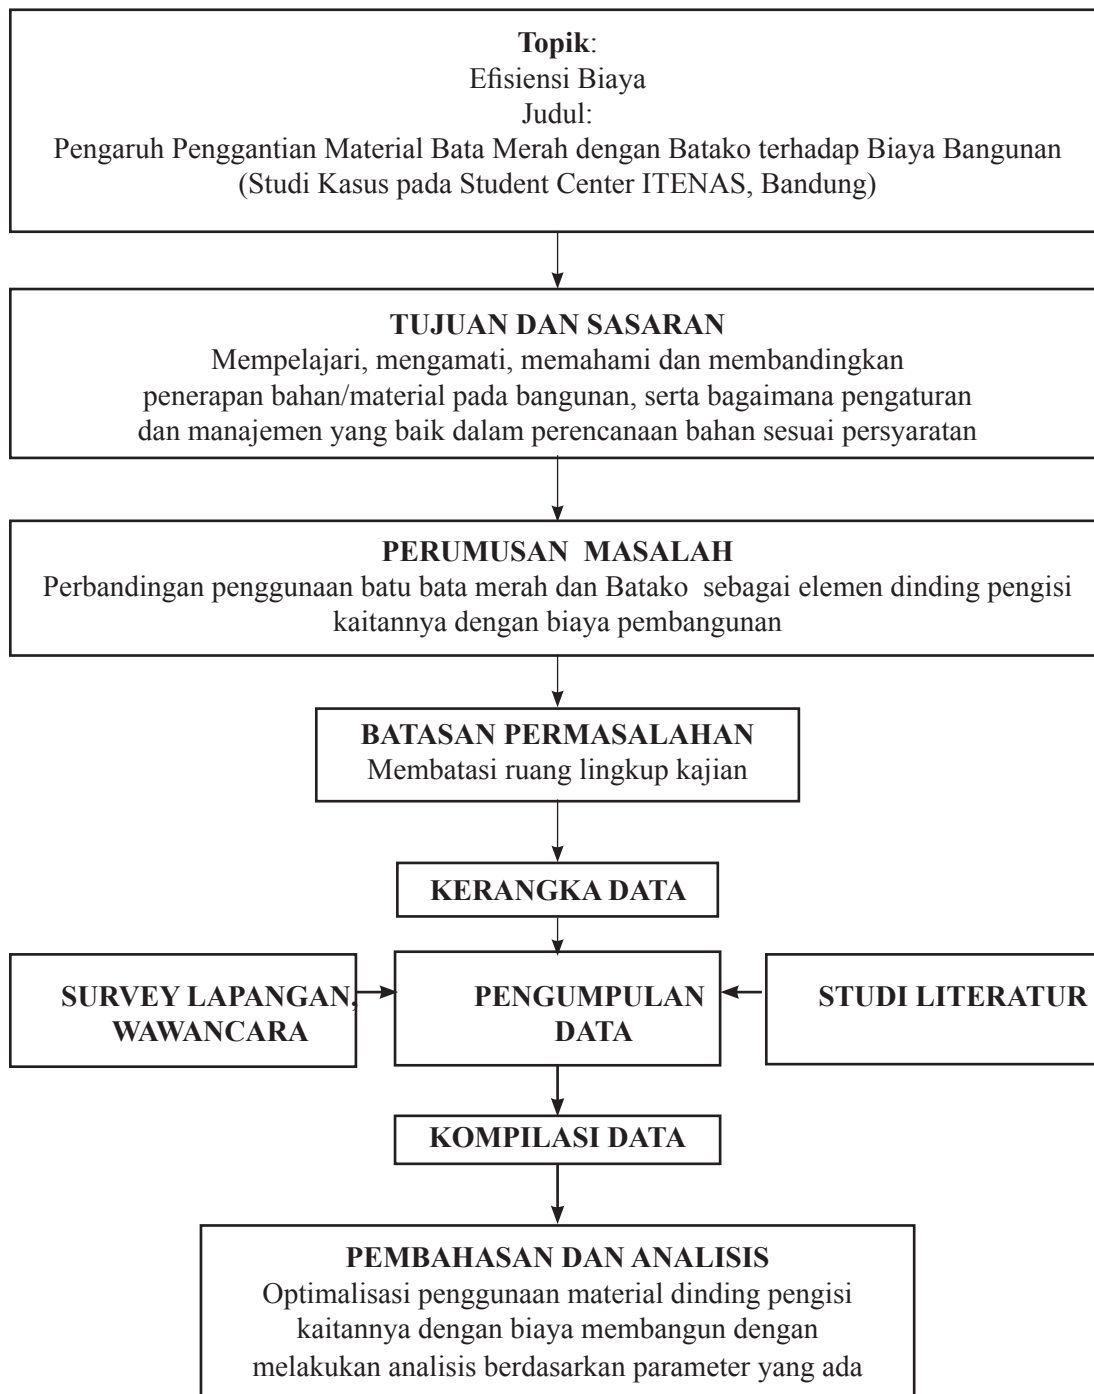 Topik:
Efisiensi Biaya
Judul:
Pengaruh Penggantian Material Bata Merah dengan Batako terhadap Biaya Bangunan
(Studi Kasus pada Student Center ITENAS, Bandung)
TUJUAN DAN SASARAN
Mempelajari, mengamati, memahami dan membandingkan
penerapan bahan/material pada bangunan, serta bagaimana pengaturan
dan manajemen yang baik dalam perencanaan bahan sesuai persyaratan
PERUMUSAN MASALAH
Perbandingan penggunaan batu bata merah dan Batako sebagai elemen dinding pengisi
kaitannya dengan biaya pembangunan
BATASAN PERMASALAHAN
Membatasi ruang lingkup kajian
KERANGKA DATA
SURVEY LAPANGAN,
WAWANCARA
PENGUMPULAN
DATA
STUDI LITERATUR
KOMPILASI DATA
PEMBAHASAN DAN ANALISIS
Optimalisasi penggunaan material dinding pengisi
kaitannya dengan biaya membangun dengan
melakukan analisis berdasarkan parameter yang ada